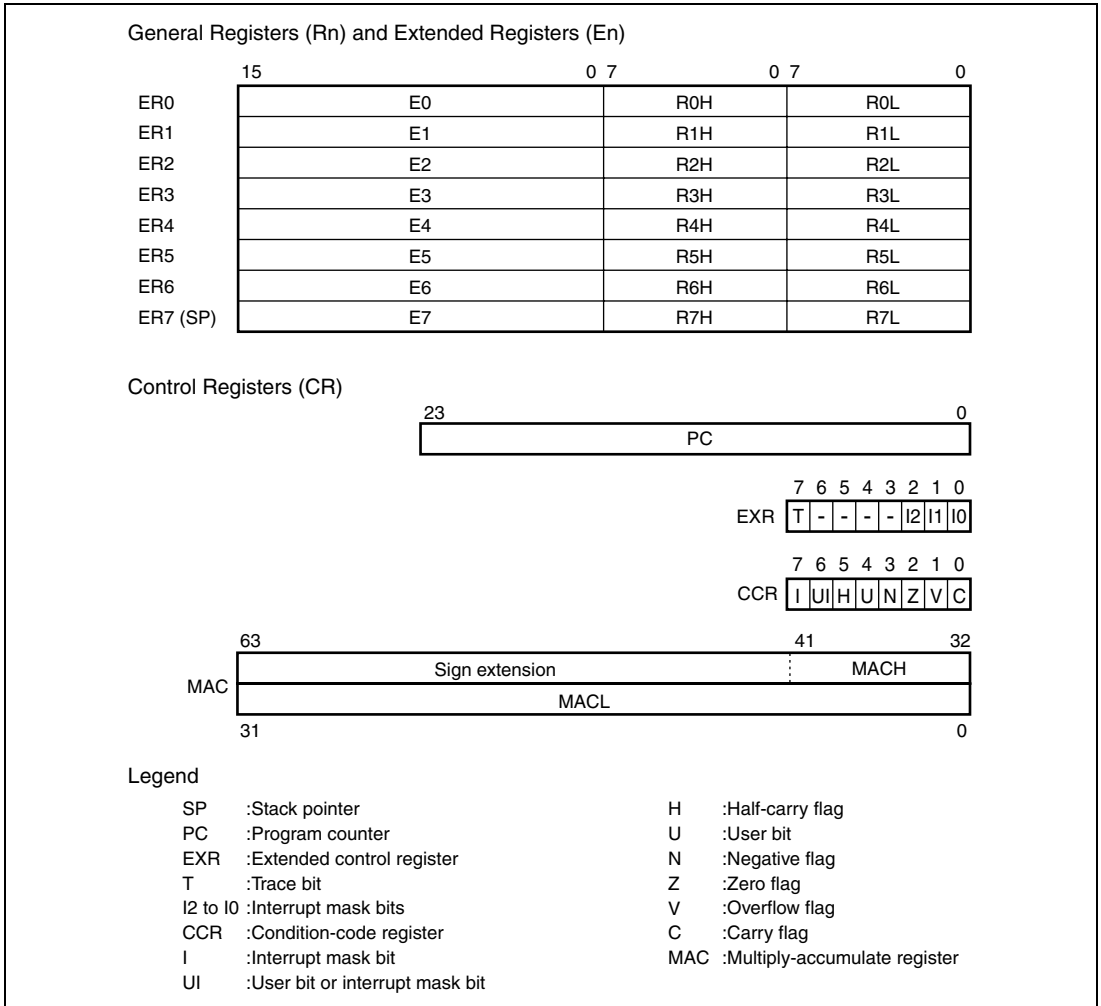 General Registers (Rn) and Extended Registers (En)
15 0 7 0 7 0
ER0 E0 R0H R0L
ER1 E1 R1H R1L
ER2 E2 R2H R2L
ER3 E3 R3H R3L
ER4 E4 R4H R4L
ER5 E5 R5H R5L
ER6 E6 R6H R6L
ER7 (SP) E7 R7H R7L
Control Registers (CR)
23 0
PC
7 6 5 4 3 2 1 0
EXR T - - - - I2 I1 I0
7 6 5 4 3 2 1 0
CCR I UI H U N Z V C
63 41 32
Sign extension MACH
MAC
MACL
31 0
Legend
SP :Stack pointer
PC :Program counter
EXR :Extended control register
T :Trace bit
I2 to I0 :Interrupt mask bits
CCR :Condition-code register
I :Interrupt mask bit
UI :User bit or interrupt mask bit
H :Half-carry flag
U :User bit
N :Negative flag
Z :Zero flag
V :Overflow flag
C :Carry flag
MAC :Multiply-accumulate register